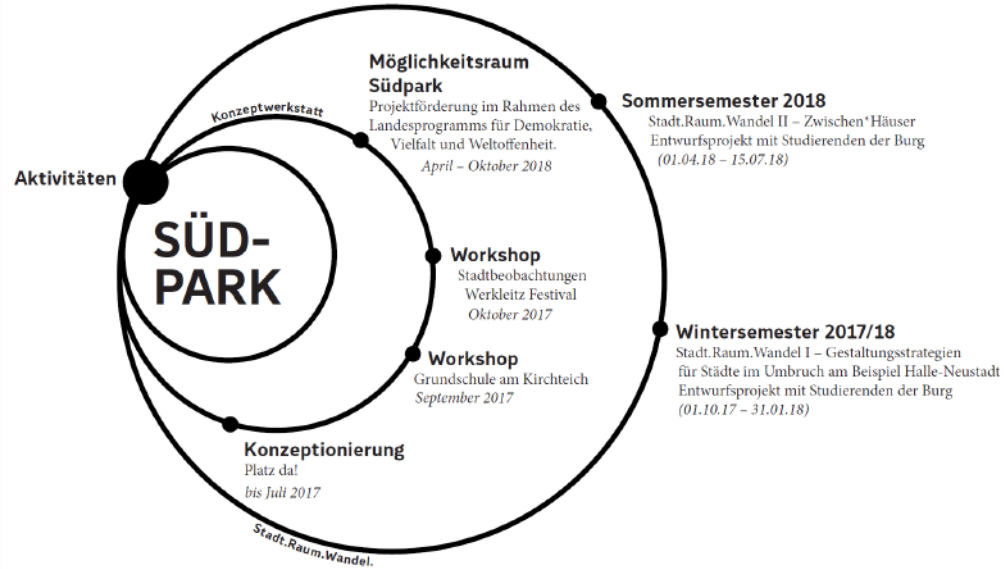 Aktivitäten
SÜD-
PARK
Konzeptwerkstatt
Möglichkeitsraum
Südpark
Projektförderung im Rahmen des
Landesprogramms für Demokratie,
Vielfalt und Weltoffenheit.
April – Oktober 2018
Workshop
Stadtbeobachtungen
Werkleitz Festival
Oktober 2017
Workshop
Grundschule am Kirchteich
September 2017
Konzeptionierung
Platz da!
bis Juli 2017
Stadt.Raum.Wandel.
Sommersemester 2018
Stadt.Raum.Wandel II – Zwischen*Häuser
Entwurfsprojekt mit Studierenden der Burg
(01.04.18 – 15.07.18)
Wintersemester 2017/18
Stadt.Raum.Wandel I – Gestaltungsstrategien
für Städte im Umbruch am Beispiel Halle-Neustadt
Entwurfsprojekt mit Studierenden der Burg
(01.10.17 – 31.01.18)